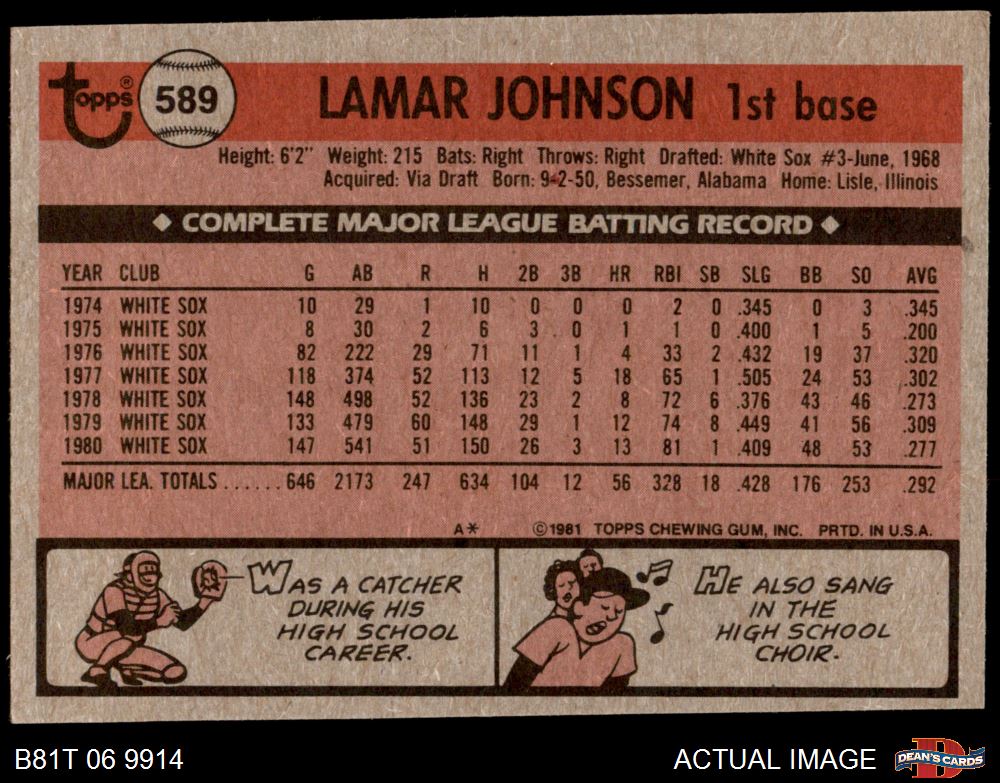 Topps®
589
LAMAR JOHNSON 1st base
Height: 6'2" Weight: 215 Bats: Right Throws: Right Drafted: White Sox #3-June, 1968
Acquired: Via Draft Born: 9-2-50, Bessemer, Alabama Home: Lisle, Illinois
◆ COMPLETE MAJOR LEAGUE BATTING RECORD ◆
YEAR CLUB G AB R H 2B 3B HR RBI SB SLG BB SO AVG
1974 WHITE SOX 10 29 1 10 0 0 0 2 0 .345 0 3 .345
1975 WHITE SOX 8 30 2 6 3 0 1 1 0 .400 1 5 .200
1976 WHITE SOX 82 222 29 71 11 1 4 33 2 .432 19 37 .320
1977 WHITE SOX 118 374 52 113 12 5 18 65 1 .505 24 53 .302
1978 WHITE SOX 148 498 52 136 23 2 8 72 6 .376 43 46 .273
1979 WHITE SOX 133 479 60 148 29 1 12 74 8 .449 41 56 .309
1980 WHITE SOX 147 541 51 150 26 3 13 81 1 .409 48 53 .277
MAJOR LEA. TOTALS ......646 2173 247 634 104 12 56 328 18 .428 176 253 .292
A* ©1981 TOPPS CHEWING GUM, INC. PRTD. IN U.S.A.
WAS A CATCHER
DURING HIS
HIGH SCHOOL
CAREER.
HE ALSO SANG
IN THE
HIGH SCHOOL
CHOIR.
B81T 06 9914
ACTUAL IMAGE
DEAN'S CARDS